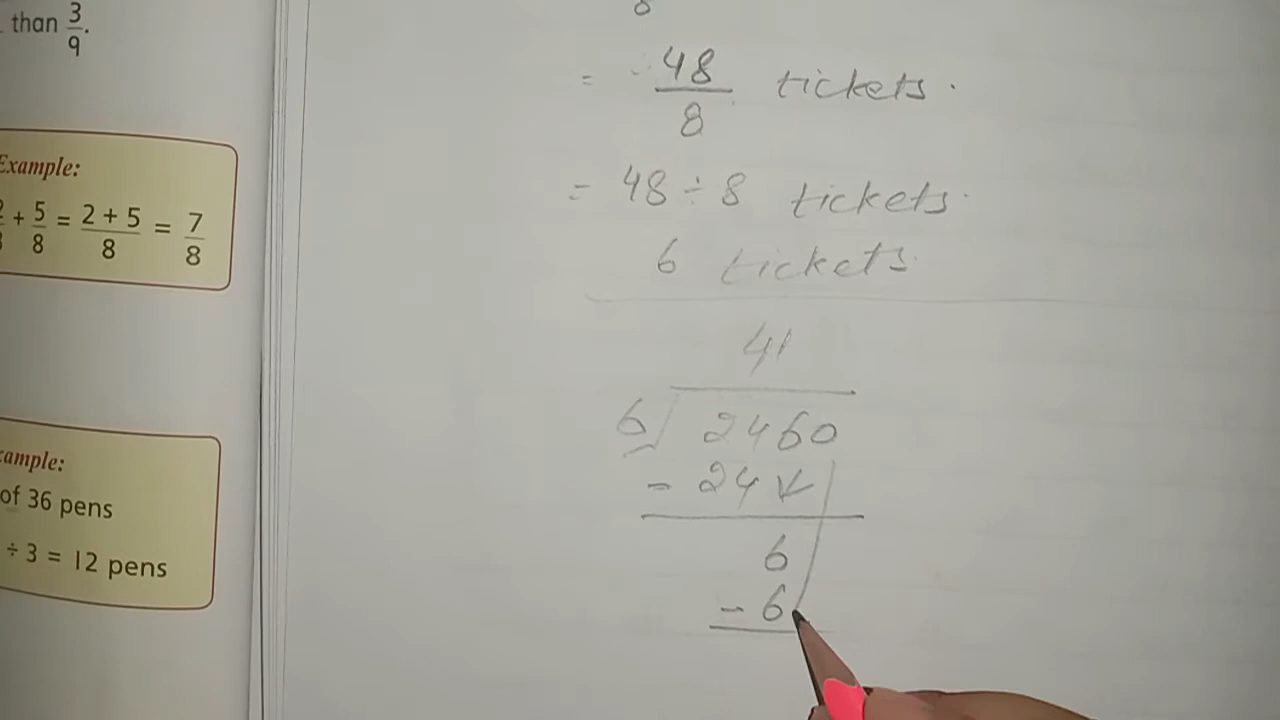 than 3/9.
Example:
+ 5/8 = 2 + 5/8 = 7/8
of 36 pens
÷ 3 = 12 pens
= 48/8 tickets.
= 48 ÷ 8 tickets.
6 tickets.
41
6 2460
- 24
6
- 6